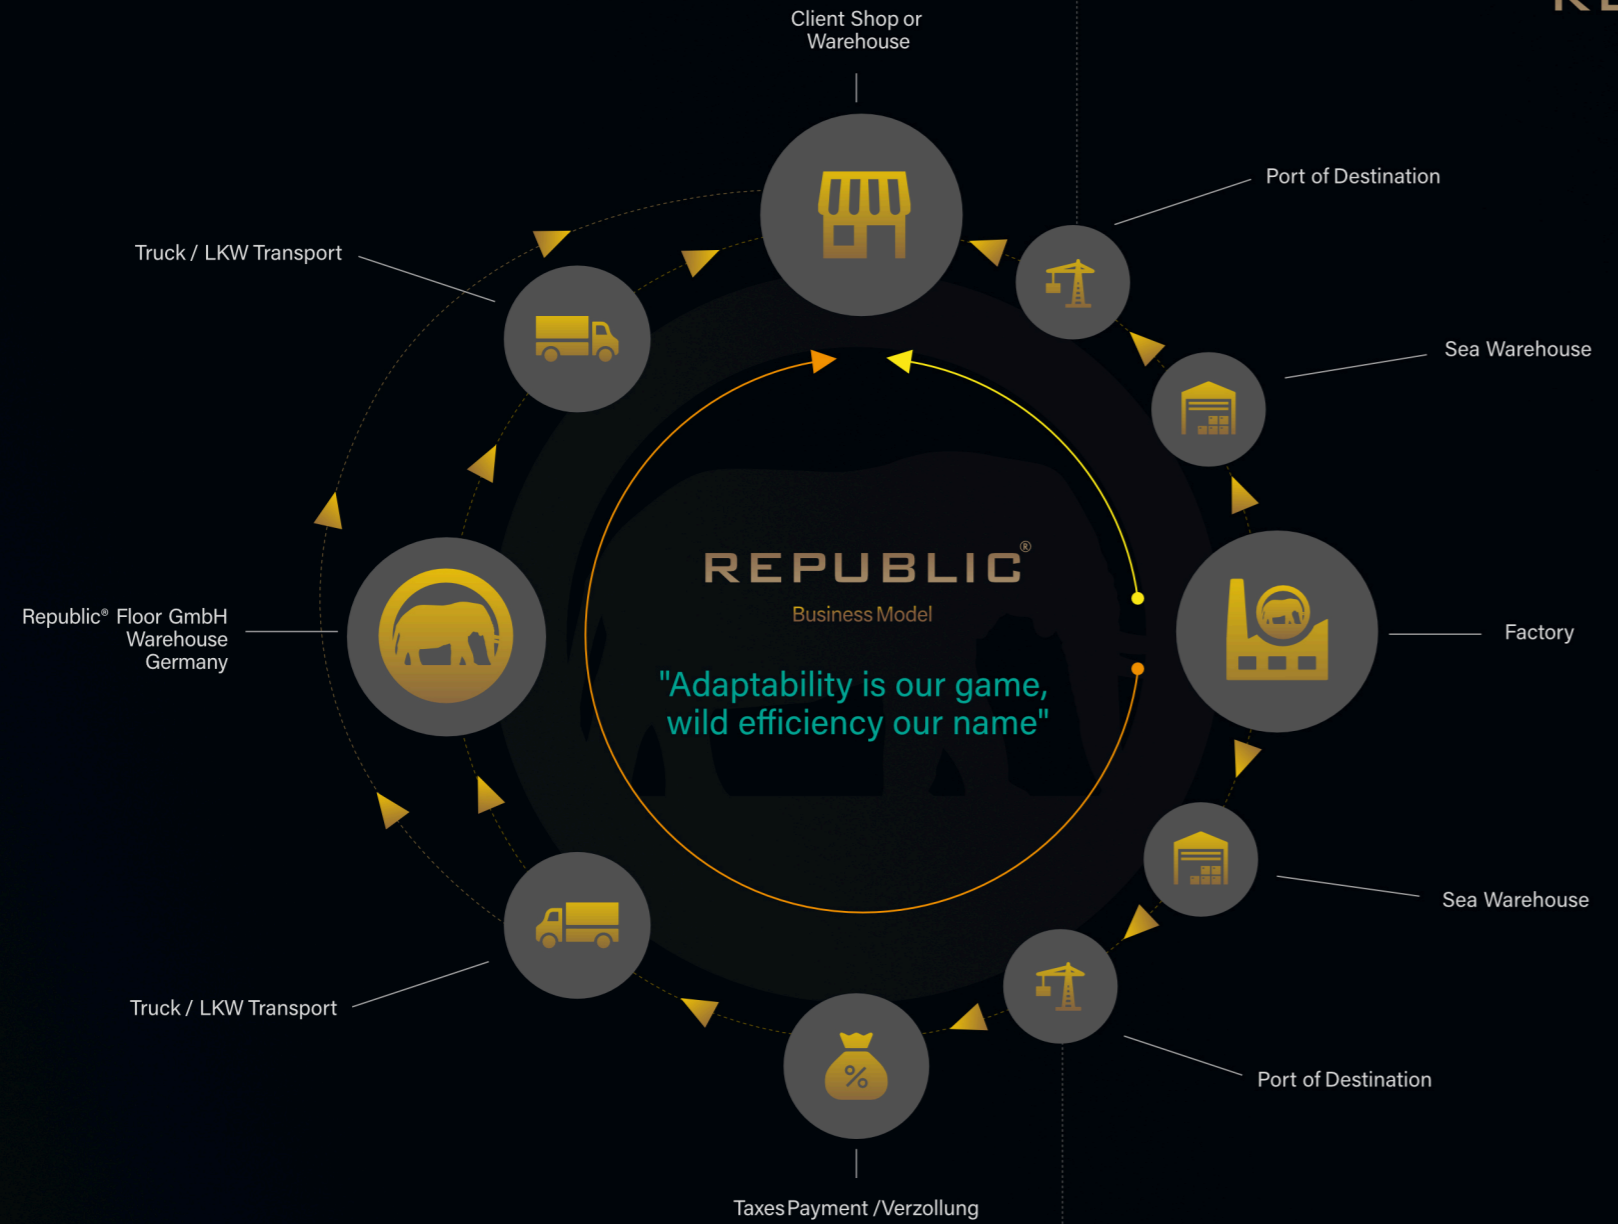 RE
Client Shop or
Warehouse
Port of Destination
Truck / LKW Transport
Sea Warehouse
REPUBLIC®
Business Model
Republic® Floor GmbH
Warehouse
Germany
Factory
"Adaptability is our game,
wild efficiency our name"
Sea Warehouse
Truck / LKW Transport
Port of Destination
%
Taxes Payment / Verzollung